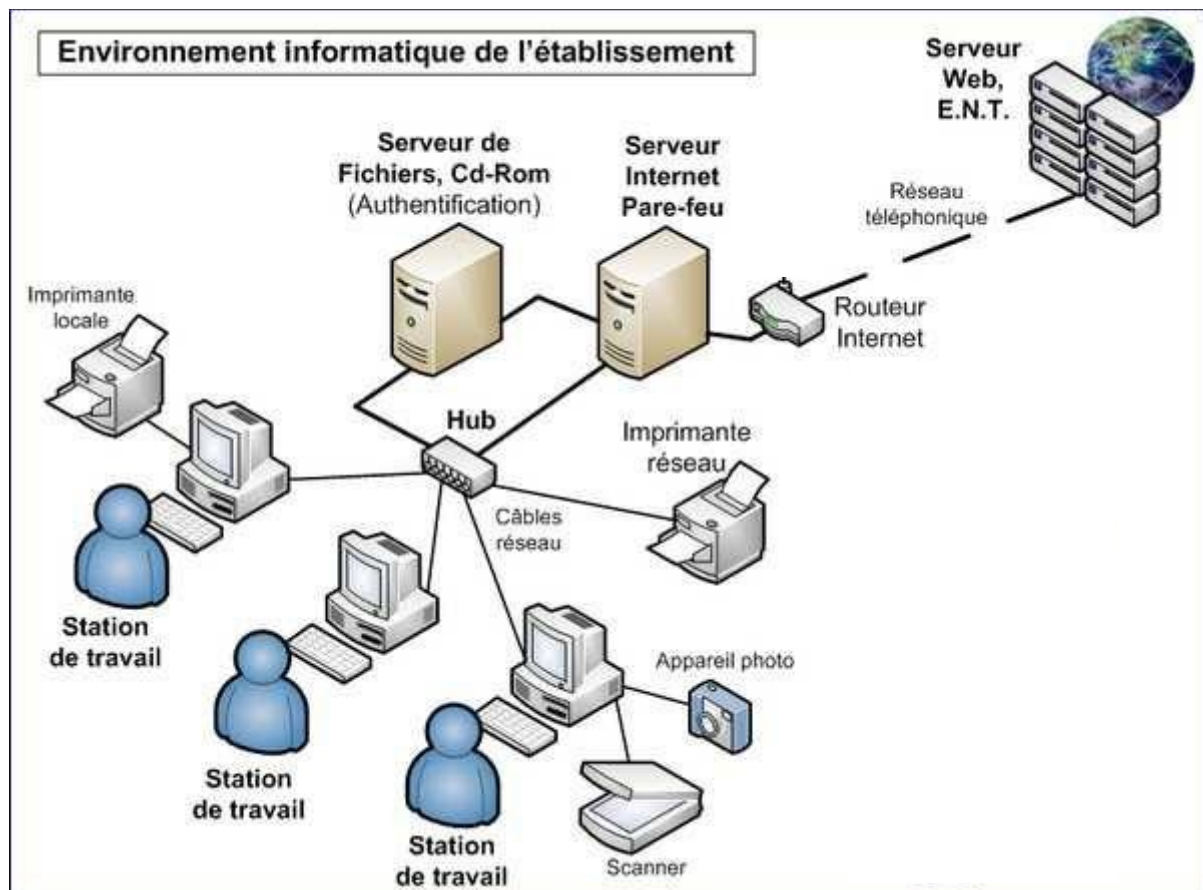 Environnement informatique de l'établissement
Serveur
Web,
E.N.T.
Serveur de
Fichiers, Cd-Rom
(Authentification)
Serveur
Internet
Pare-feu
Réseau
téléphonique
Routeur
Internet
Imprimante
locale
Hub
Imprimante
réseau
Câbles
réseau
Station
de travail
Station
de travail
Appareil photo
Station
de travail
Scanner